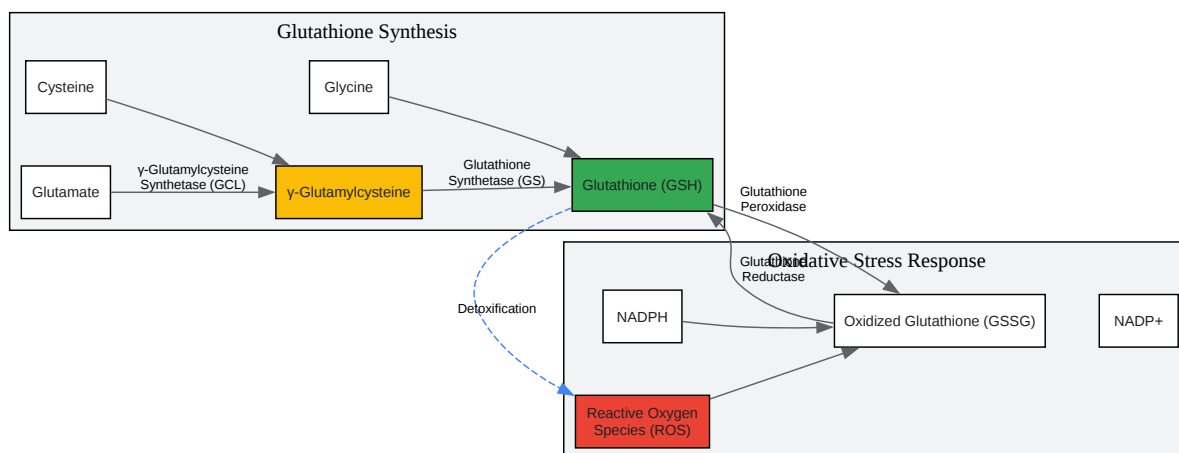 Glutathione Synthesis
Cysteine
Glycine
Glutamate
γ-Glutamylcysteine
Synthetase (GCL)
γ-Glutamylcysteine
Glutathione
Synthetase (GS)
Glutathione (GSH)
Glutathione
Peroxidase
Oxidative Stress Response
Glutathione
Reductase
Detoxification
NADPH
Oxidized Glutathione (GSSG)
NADP+
Reactive Oxygen
Species (ROS)